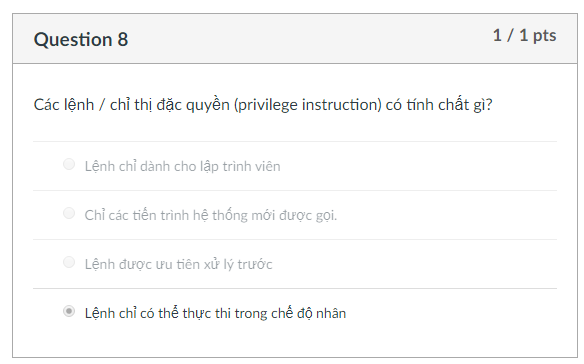 Question 8
1 / 1 pts
Các lệnh / chỉ thị đặc quyền (privilege instruction) có tính chất gì?
Lệnh chỉ dành cho lập trình viên
Chỉ các tiến trình hệ thống mới được gọi.
Lệnh được ưu tiên xử lý trước
Lệnh chỉ có thể thực thi trong chế độ nhân